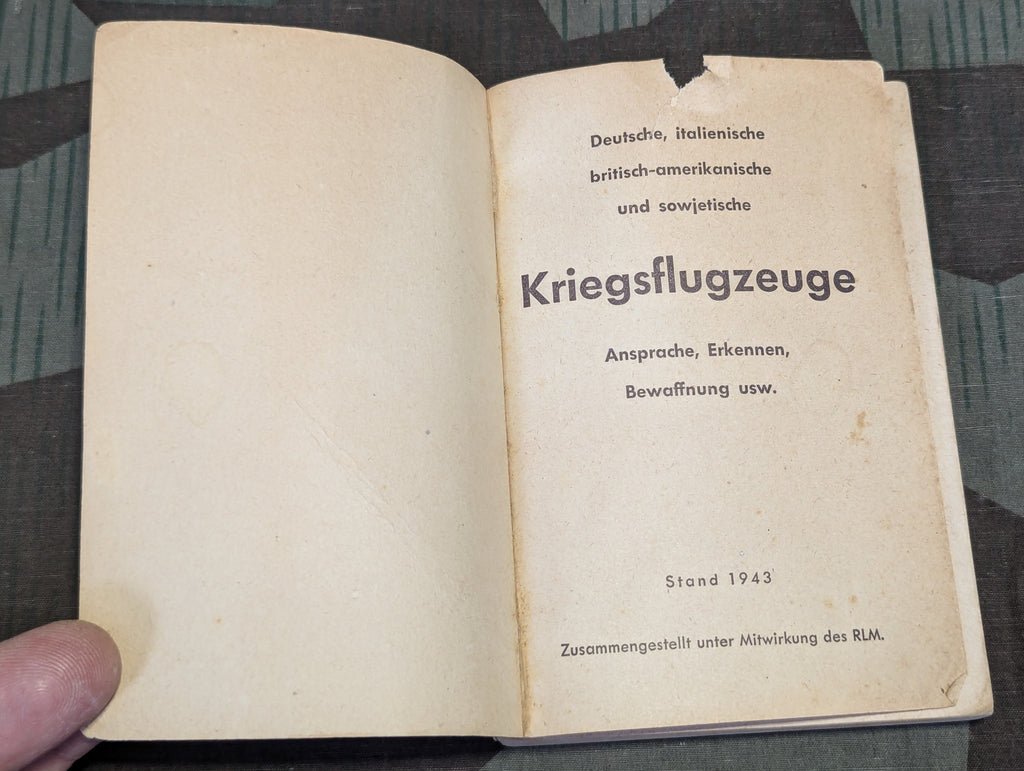 Deutsche, italienische
britisch-amerikanische
und sowjetische
Kriegsflugzeuge
Ansprache, Erkennen,
Bewaffnung usw.
Stand 1943
Zusammengestellt unter Mitwirkung des RLM.